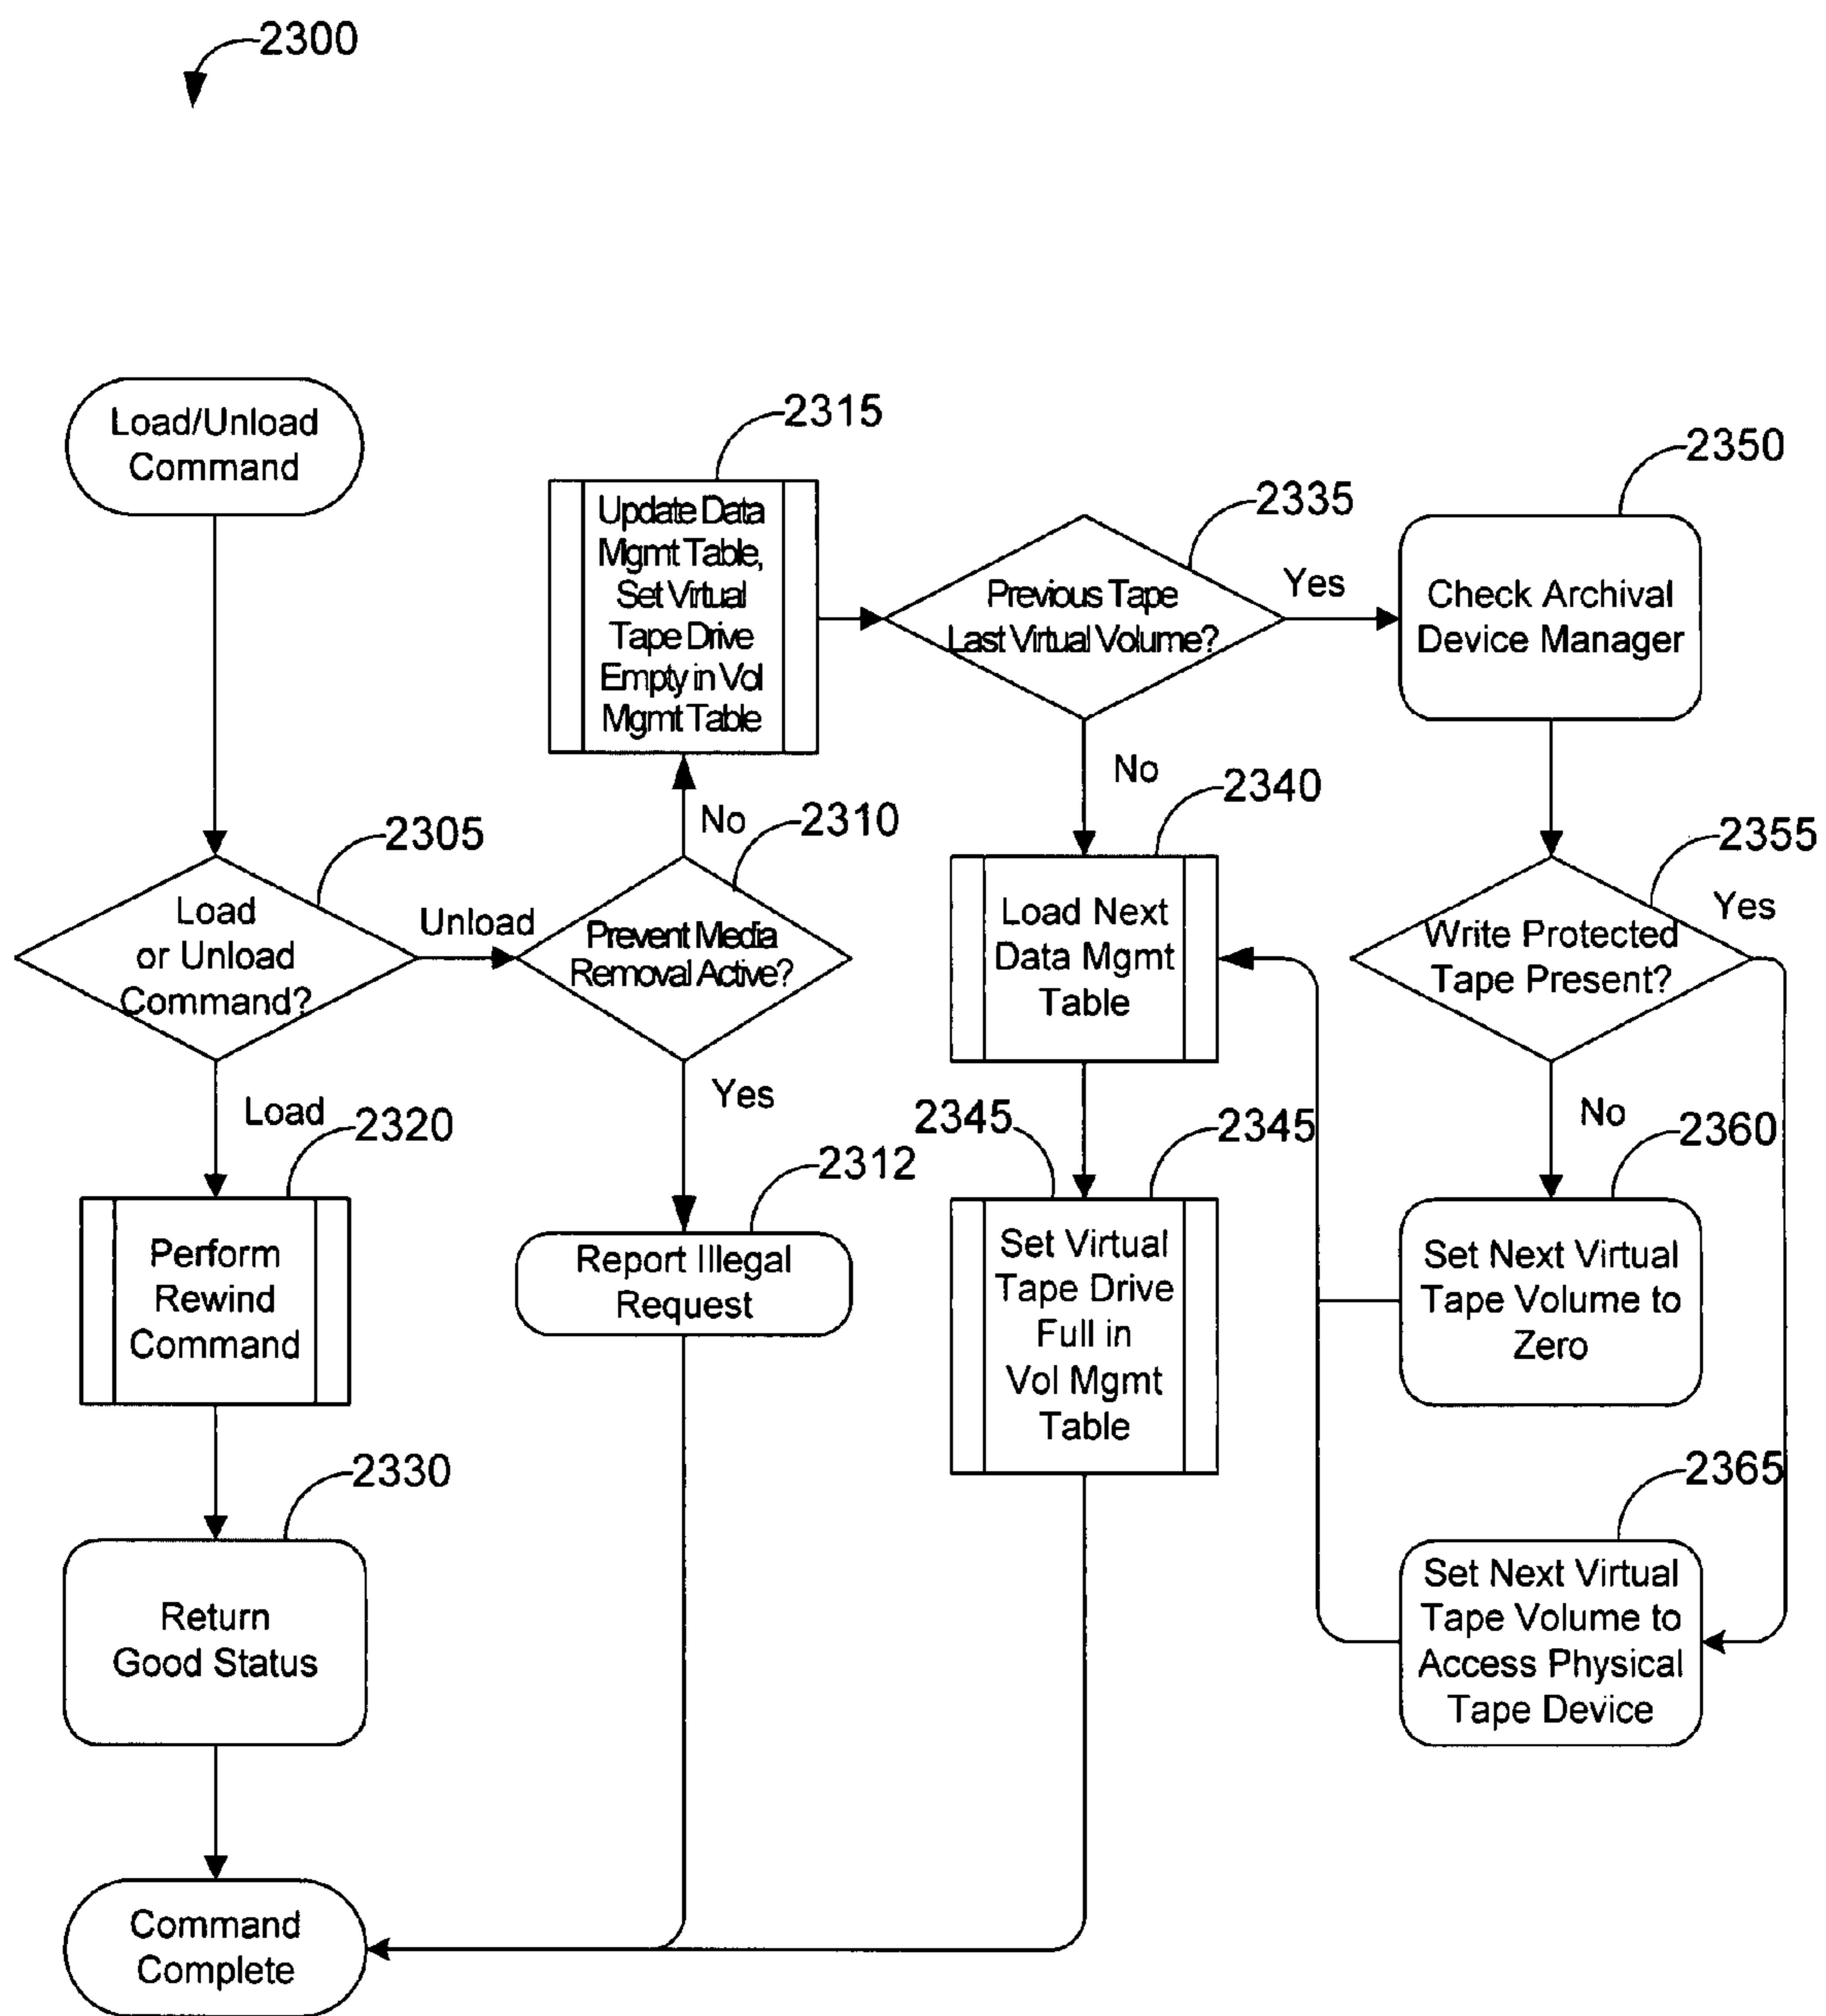 2300
Load/Unload
Command
2305
Load
or Unload
Command?
Unload
Load
2320
Perform
Rewind
Command
2330
Return
Good Status
Command
Complete
2310
Prevent Media
Removal Active?
No
Yes
2312
Report Illegal
Request
2315
Update Data
Mgmt Table,
Set Virtual
Tape Drive
Empty in Vol
Mgmt Table
2335
Previous Tape
Last Virtual Volume?
Yes
No
2340
Load Next
Data Mgmt
Table
2345
2345
Set Virtual
Tape Drive
Full in
Vol Mgmt
Table
2350
Check Archival
Device Manager
2355
Write Protected
Tape Present?
Yes
No
2360
Set Next Virtual
Tape Volume to
Zero
2365
Set Next Virtual
Tape Volume to
Access Physical
Tape Device